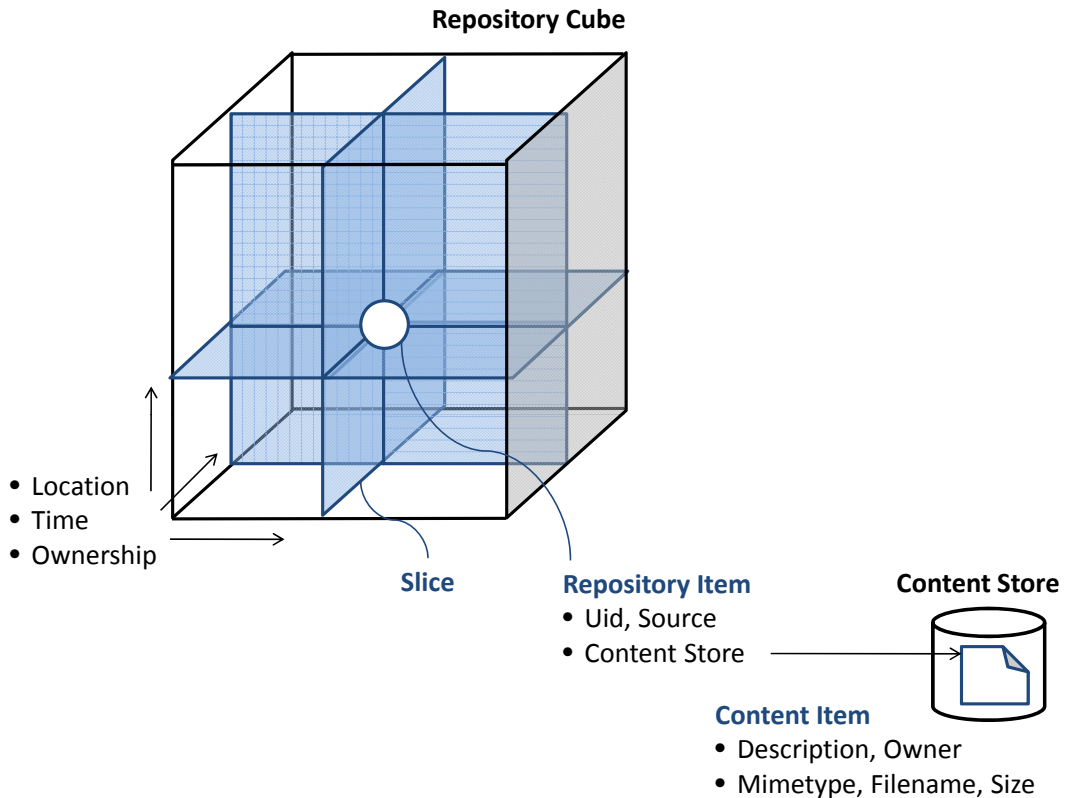 Repository Cube
• Location
• Time
• Ownership
Slice
Repository Item
• Uid, Source
• Content Store
Content Store
Content Item
• Description, Owner
• Mimetype, Filename, Size